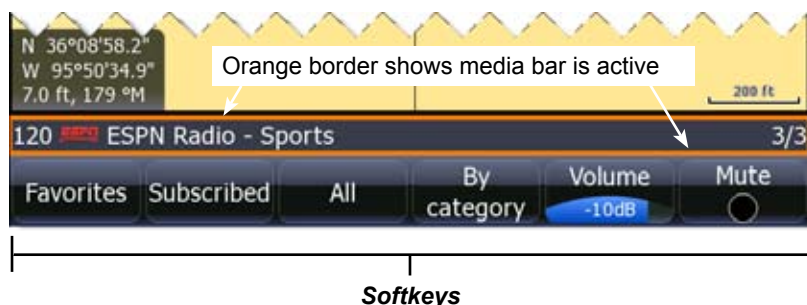 N 36°08'58.2"
W 95°50'34.9"
7.0 ft, 179 °M
Orange border shows media bar is active
200 ft
120 ESPN ESPN Radio - Sports 3/3
Favorites Subscribed All By category Volume -10dB Mute
Softkeys